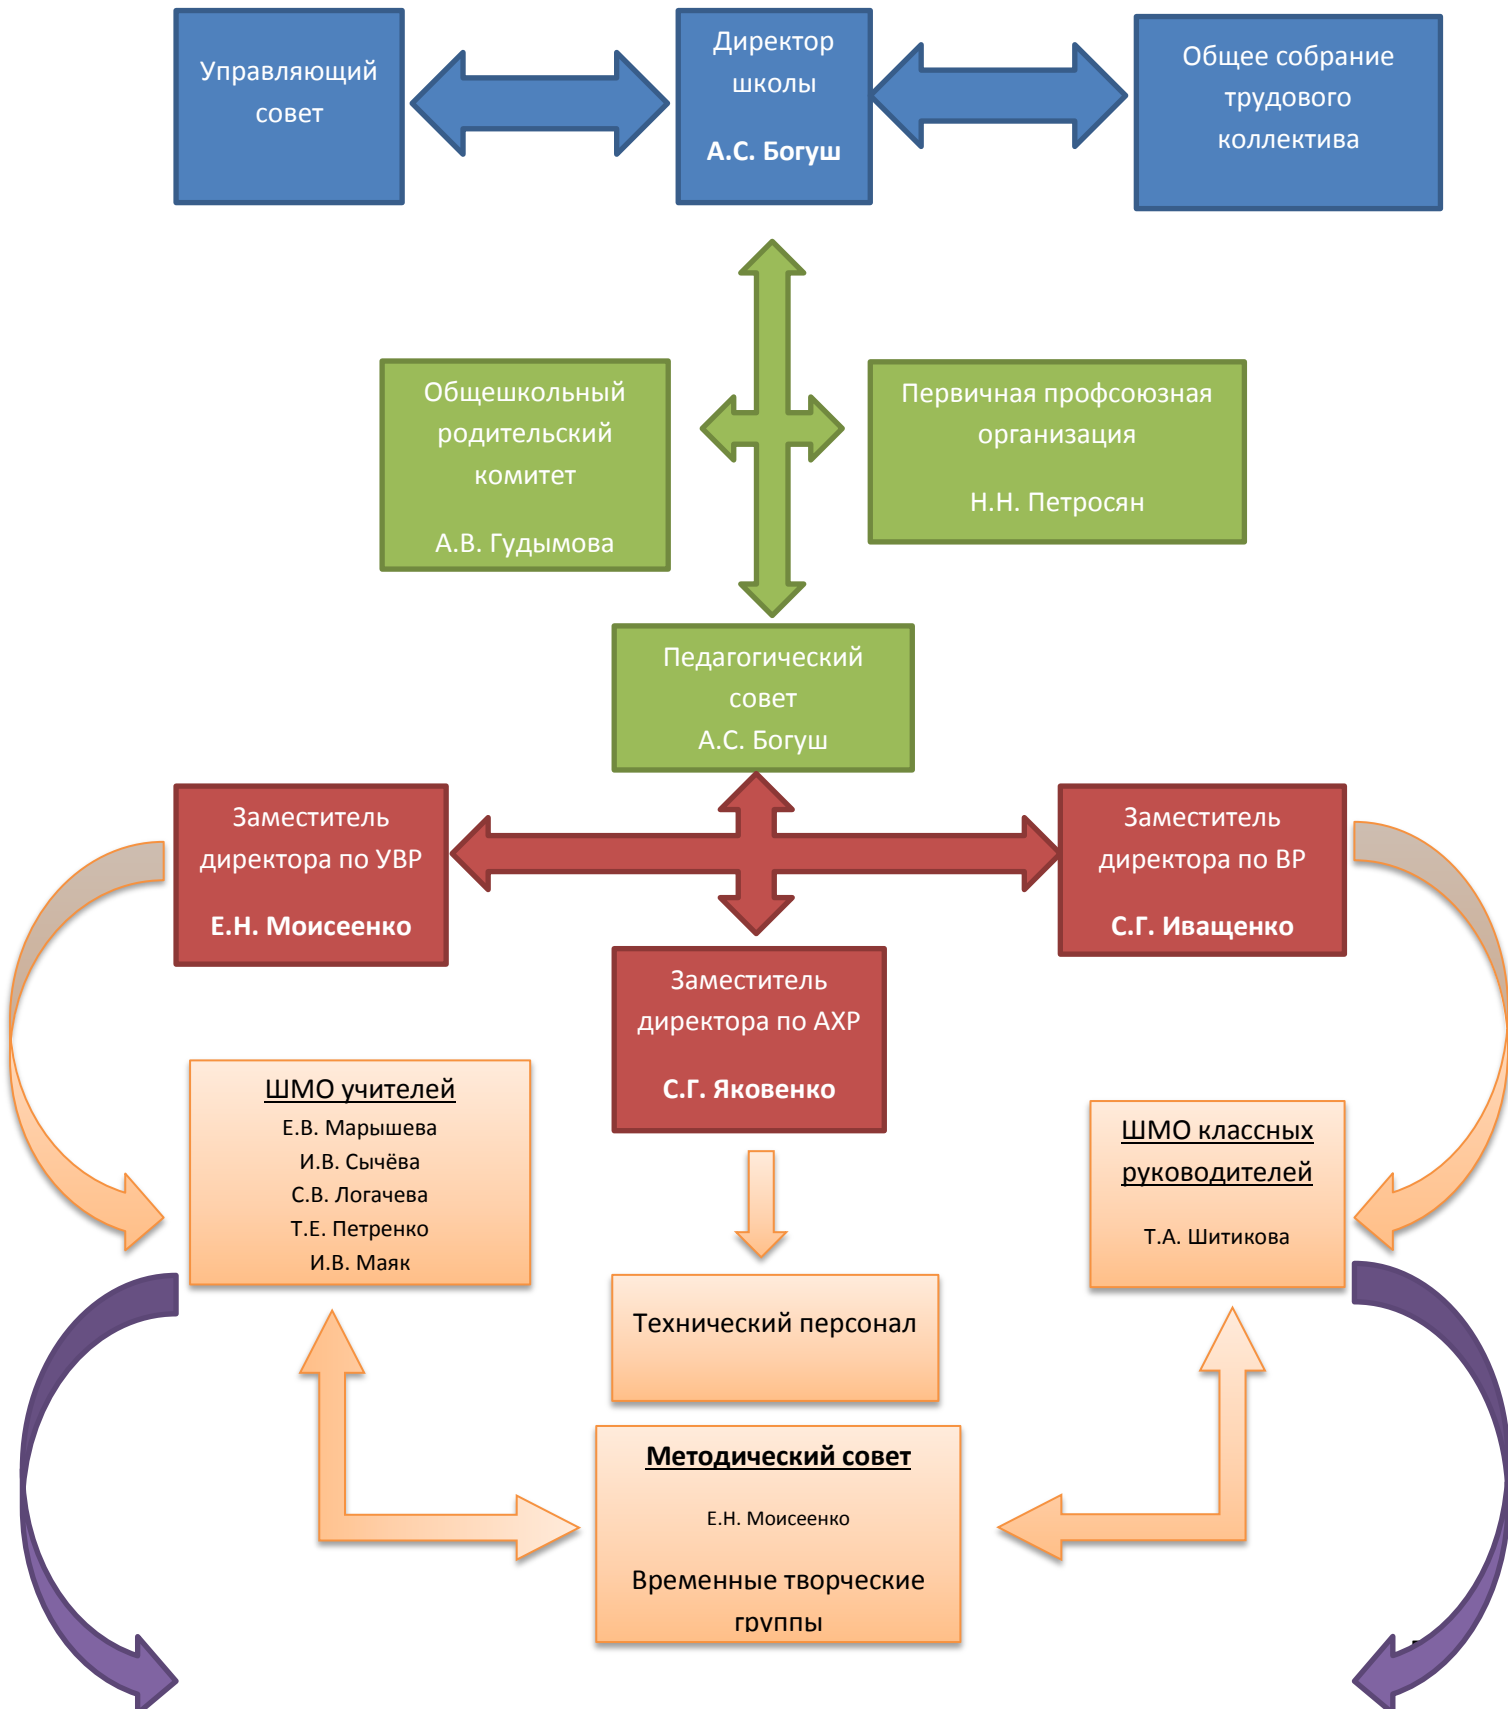 Управляющий
совет
Директор
школы
А.С. Богуш
Общее собрание
трудового
коллектива
Общешкольный
родительский
комитет
А.В. Гудымова
Первичная профсоюзная
организация
Н.Н. Петросян
Педагогический
совет
А.С. Богуш
Заместитель
директора по УВР
Е.Н. Моисеенко
Заместитель
директора по ВР
С.Г. Иващенко
Заместитель
директора по АХР
С.Г. Яковенко
ШМО учителей
Е.В. Марышева
И.В. Сычёва
С.В. Логачева
Т.Е. Петренко
И.В. Маяк
ШМО классных
руководителей
Т.А. Шитикова
Технический персонал
Методический совет
Е.Н. Моисеенко
Временные творческие
группы